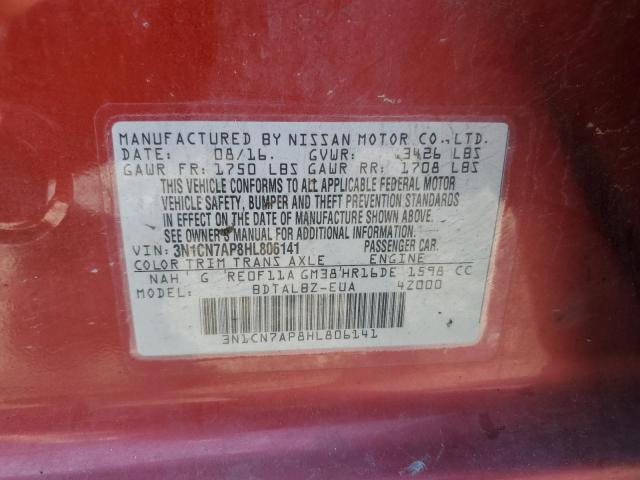 MANUFACTURED BY NISSAN MOTOR CO.,LTD.
DATE: 08/16. GVWR: 3426 LBS
GAWR FR: 1750 LBS GAWR RR: 1708 LBS
THIS VEHICLE CONFORMS TO ALL APPLICABLE FEDERAL MOTOR
VEHICLE SAFETY, BUMPER AND THEFT PREVENTION STANDARDS
IN EFFECT ON THE DATE OF MANUFACTURE SHOWN ABOVE.
SEE OWNER'S MANUAL FOR ADDITIONAL INFORMATION.
VIN: 3N1CN7AP8HL806141 PASSENGER CAR.
COLOR TRIM TRANS AXLE ENGINE
NAH G RE0F11A GM38 HR16DE 1598 CC
BDTALBZ-EUA 4Z000
3N1CN7AP8HL806141